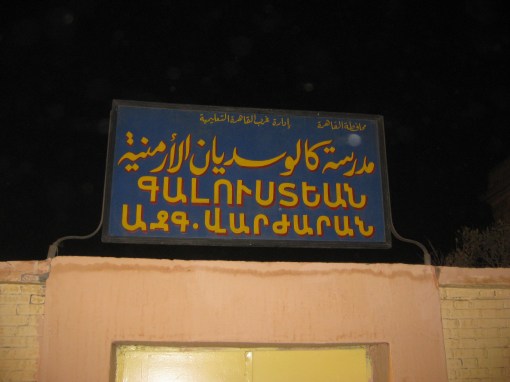 محافظة القاهرة إدارة غرب القاهرة التعليمية
مدرسة كالوسديان الأرمنية
ԳԱԼՈՒՍՏԵԱՆ
ԱԶԳ. ՎԱՐԺԱՐԱՆ